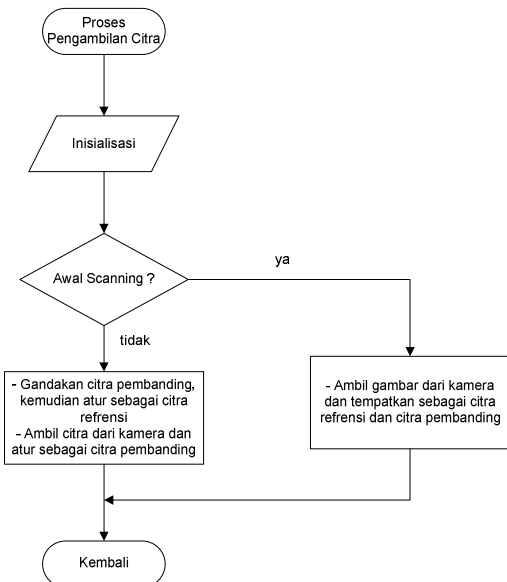 Proses
Pengambilan Citra
Inisialisasi
Awal Scanning ?
ya
tidak
- Gandakan citra pembanding,
kemudian atur sebagai citra
refrensi
- Ambil citra dari kamera dan
atur sebagai citra pembanding
- Ambil gambar dari kamera
dan tempatkan sebagai citra
refrensi dan citra pembanding
Kembali